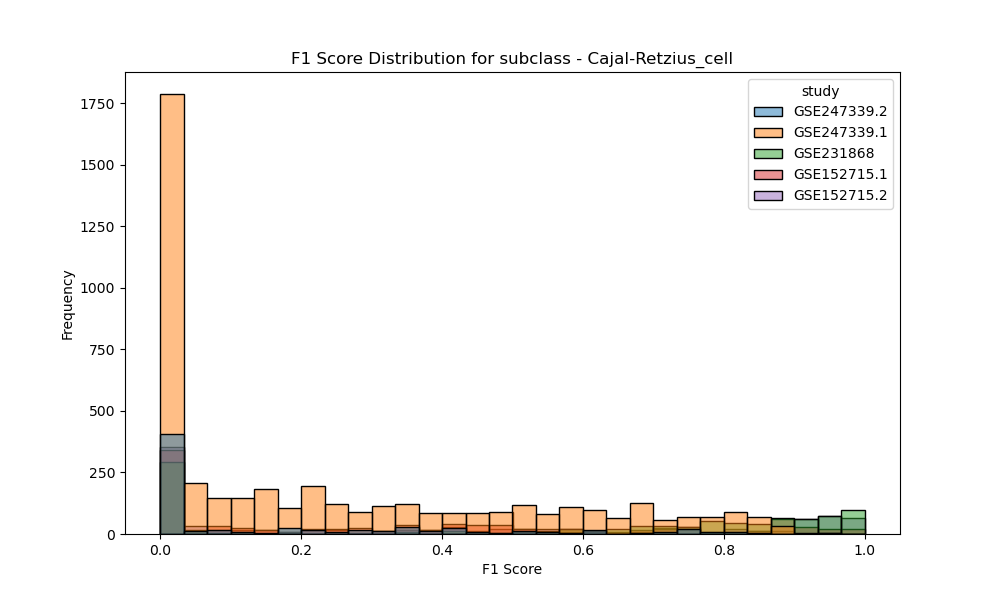 F1 Score Distribution for subclass - Cajal-Retzius_cell
study
GSE247339.2
GSE247339.1
GSE231868
GSE152715.1
GSE152715.2
Frequency
1750
1500
1250
1000
750
500
250
0
0.0
0.2
0.4
0.6
0.8
1.0
F1 Score